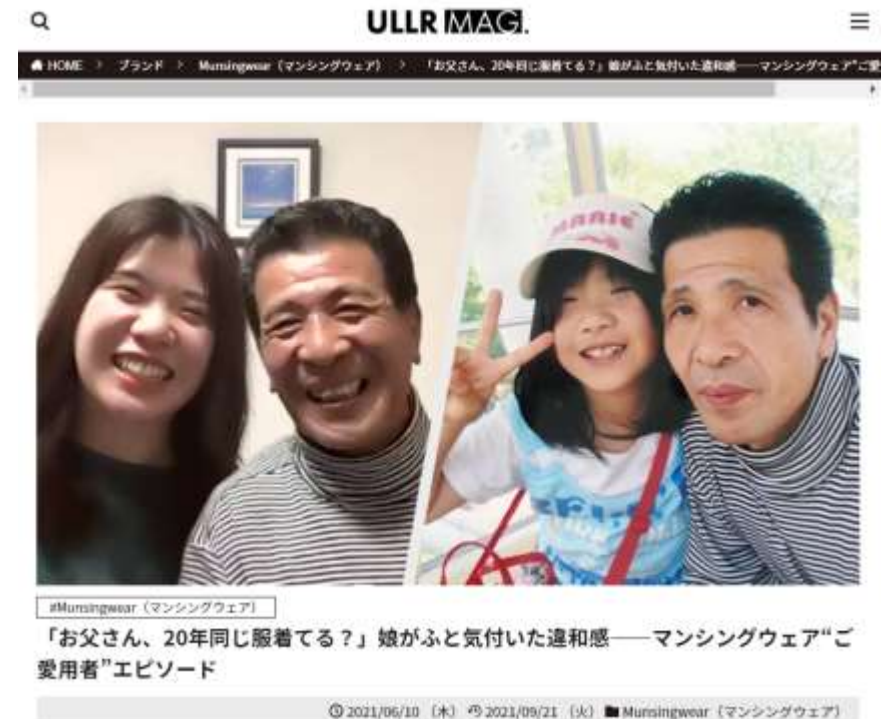 ULLR MAG.
HOME > ブランド > Munsingwear（マンシングウェア） > 「お父さん、20年同じ服着てる？」娘がふと気付いた違和感──マンシングウェア“ご愛
MARIE
#Munsingwear（マンシングウェア）
「お父さん、20年同じ服着てる？」娘がふと気付いた違和感──マンシングウェア“ご
愛用者”エピソード
2021/06/10 （木） 2021/09/21 （火） Munsingwear（マンシングウェア）